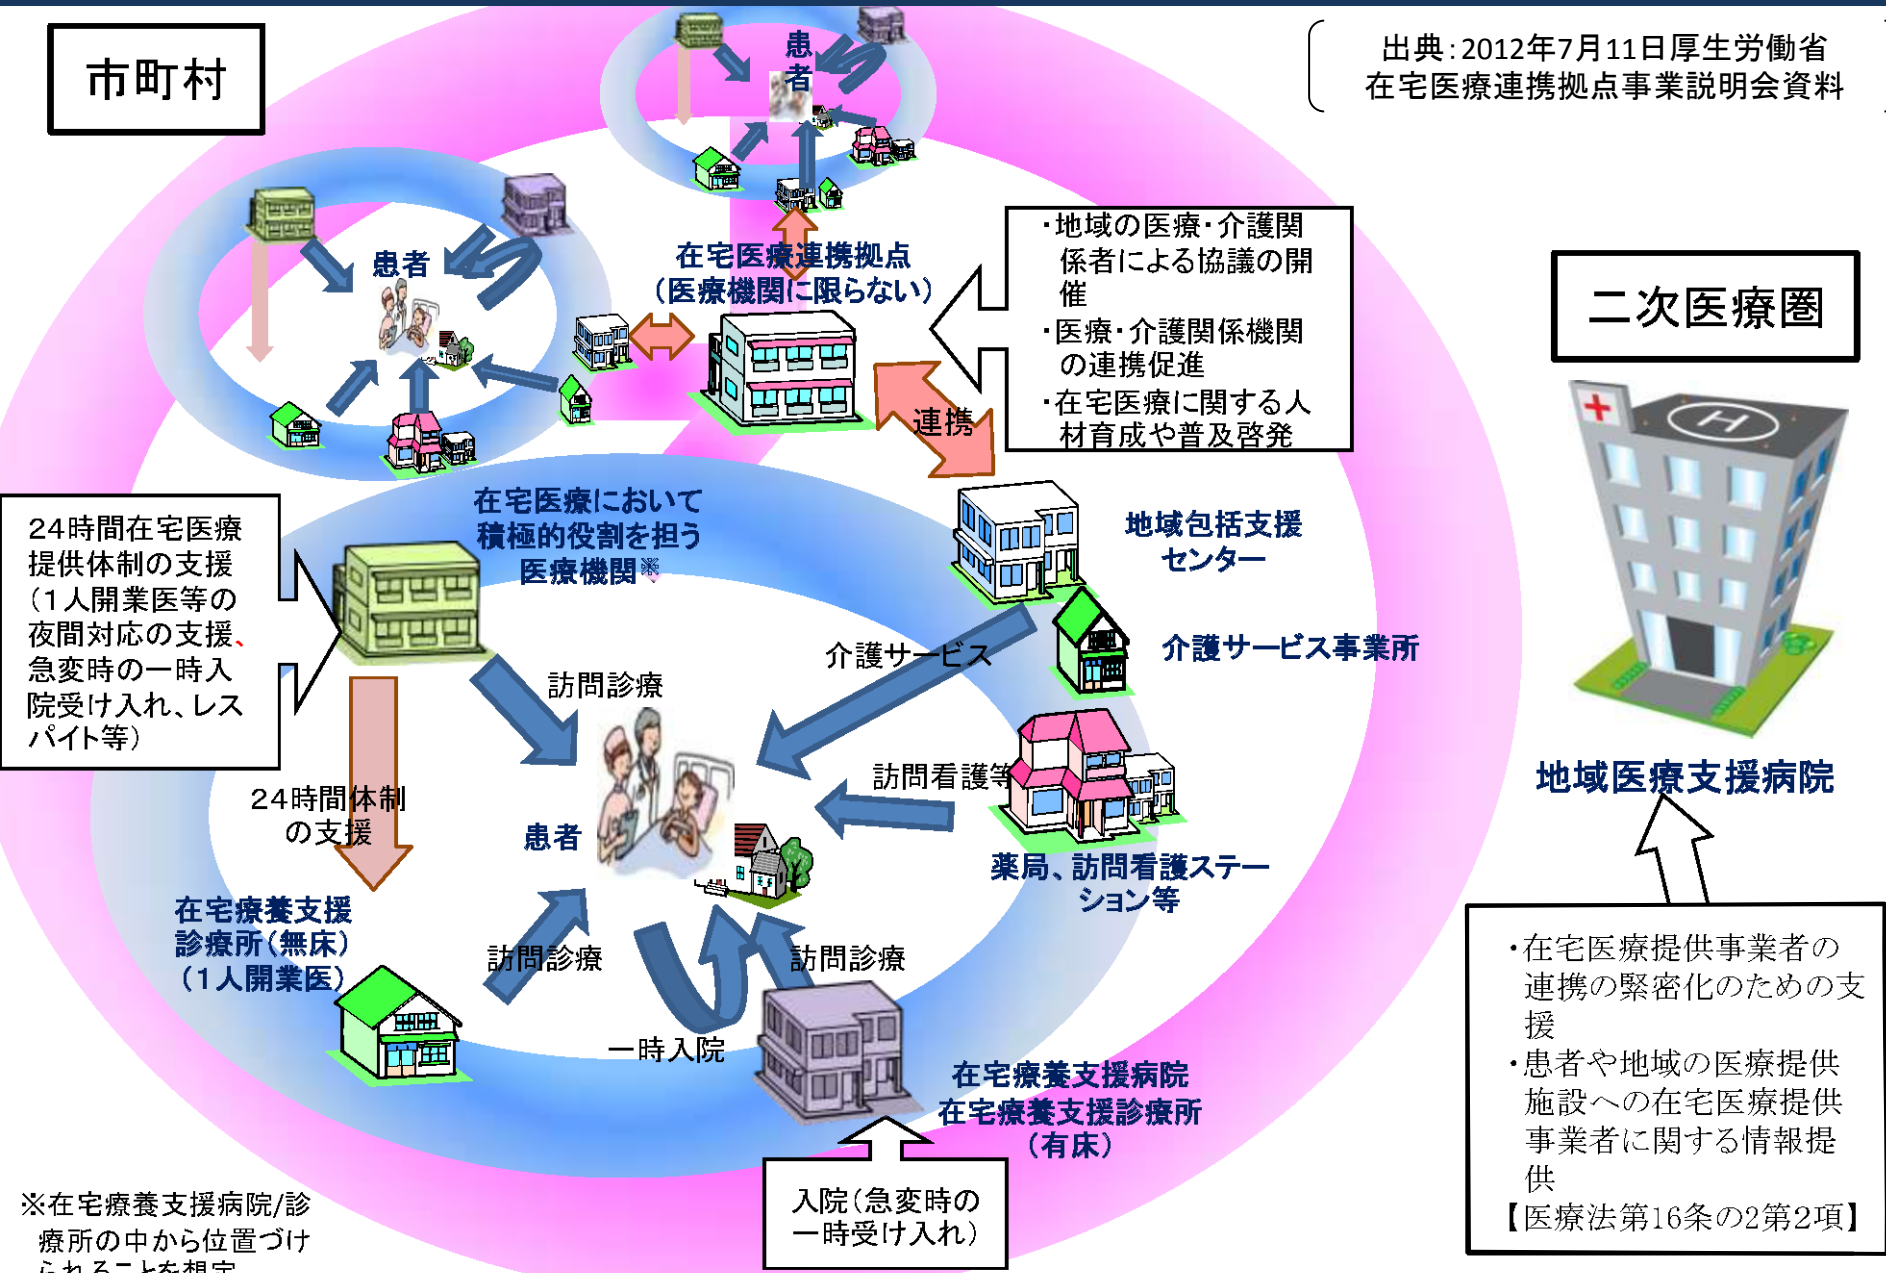 市町村
出典：2012年7月11日厚生労働省
在宅医療連携拠点事業説明会資料
患
者
患者
在宅医療連携拠点
（医療機関に限らない）
・地域の医療・介護関
係者による協議の開
催
・医療・介護関係機関
の連携促進
・在宅医療に関する人
材育成や普及啓発
二次医療圏
連携
24時間在宅医療
提供体制の支援
（1人開業医等の
夜間対応の支援、
急変時の一時入
院受け入れ、レス
パイト等）
在宅医療において
積極的役割を担う
医療機関※
地域包括支援
センター
介護サービス
介護サービス事業所
訪問診療
訪問看護等
24時間体制
の支援
患者
薬局、訪問看護ステー
ション等
H
地域医療支援病院
在宅療養支援
診療所（無床）
（1人開業医）
訪問診療
訪問診療
一時入院
在宅療養支援病院
在宅療養支援診療所
（有床）
入院（急変時の
一時受け入れ）
・在宅医療提供事業者の
連携の緊密化のための支
援
・患者や地域の医療提供
施設への在宅医療提供
事業者に関する情報提
供
【医療法第16条の2第2項】
※在宅療養支援病院/診
療所の中から位置づけ
られることを想定